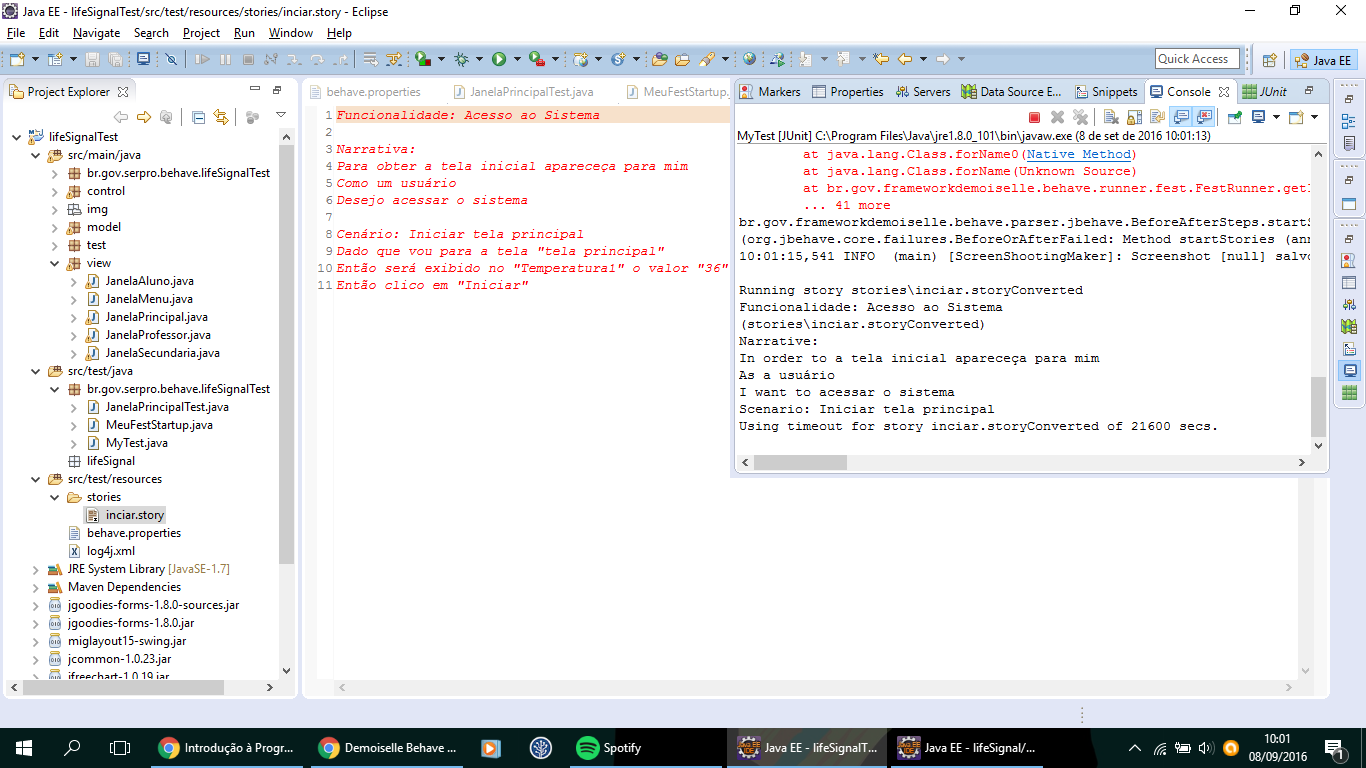 Java EE - lifeSignalTest/src/test/resources/stories/inciar.story - Eclipse
File Edit Navigate Search Project Run Window Help
Quick Access
Java EE
Project Explorer
lifeSignalTest
src/main/java
br.gov.serpro.behave.lifeSignalTest
control
img
model
test
view
JanelaAluno.java
JanelaMenu.java
JanelaPrincipal.java
JanelaProfessor.java
JanelaSecundaria.java
src/test/java
br.gov.serpro.behave.lifeSignalTest
JanelaPrincipalTest.java
MeuFestStartup.java
MyTest.java
lifeSignal
src/test/resources
stories
inciar.story
behave.properties
log4j.xml
JRE System Library [JavaSE-1.7]
Maven Dependencies
jgoodies-forms-1.8.0-sources.jar
jgoodies-forms-1.8.0.jar
miglayout15-swing.jar
jcommon-1.0.23.jar
jfreechart-1.0.19.jar
behave.properties JanelaPrincipalTest.java MeuFestStartup.
1 Funcionalidade: Acesso ao Sistema
2
3 Narrativa:
4 Para obter a tela inicial apareceça para mim
5 Como um usuário
6 Desejo acessar o sistema
7
8 Cenário: Iniciar tela principal
9 Dado que vou para a tela "tela principal"
10 Então será exibido no "Temperatura1" o valor "36"
11 Então clico em "Iniciar"
Markers Properties Servers Data Source E... Snippets Console JUnit
MyTest [JUnit] C:\Program Files\Java\jre1.8.0_101\bin\javaw.exe (8 de set de 2016 10:01:13)
at java.lang.Class.forName0(Native Method)
at java.lang.Class.forName(Unknown Source)
at br.gov.frameworkdemoiselle.behave.runner.fest.FestRunner.getI
... 41 more
br.gov.frameworkdemoiselle.behave.parser.jbehave.BeforeAfterSteps.startS
(org.jbehave.core.failures.BeforeOrAfterFailed: Method startStories (ann
10:01:15,541 INFO (main) [ScreenShootingMaker]: Screenshot [null] salvo
Running story stories\inciar.storyConverted
Funcionalidade: Acesso ao Sistema
(stories\inciar.storyConverted)
Narrative:
In order to a tela inicial apareceça para mim
As a usuário
I want to acessar o sistema
Scenario: Iniciar tela principal
Using timeout for story inciar.storyConverted of 21600 secs.
Introdução à Progr...
Demoiselle Behave ...
Spotify
Java EE - lifeSignalT...
Java EE - lifeSignal/...
10:01
08/09/2016
1